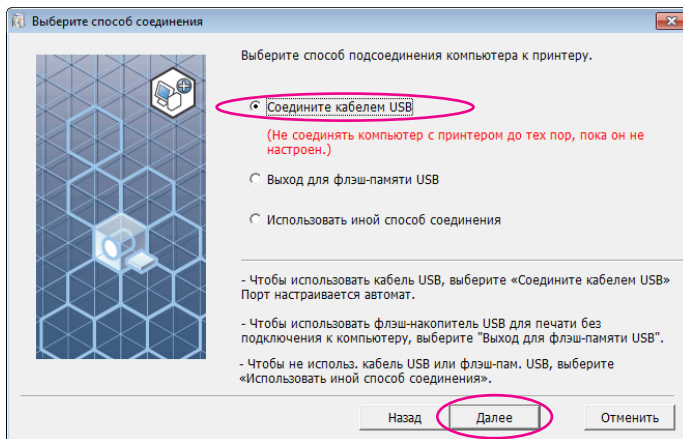 Выберите способ соединения
Выберите способ подсоединения компьютера к принтеру.
Соедините кабелем USB
(Не соединять компьютер с принтером до тех пор, пока он не
настроен.)
Выход для флэш-памяти USB
Использовать иной способ соединения
- Чтобы использовать кабель USB, выберите «Соедините кабелем USB»
Порт настраивается автомат.
- Чтобы использовать флэш-накопитель USB для печати без
подключения к компьютеру, выберите "Выход для флэш-памяти USB".
- Чтобы не использ. кабель USB или флэш-пам. USB, выберите
«Использовать иной способ соединения».
Назад
Далее
Отменить